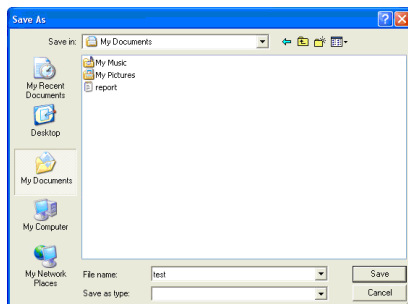 Save As
Save in: My Documents
My Recent
Documents
Desktop
My Documents
My Computer
My Network
Places
My Music
My Pictures
report
File name: test Save
Save as type: Cancel